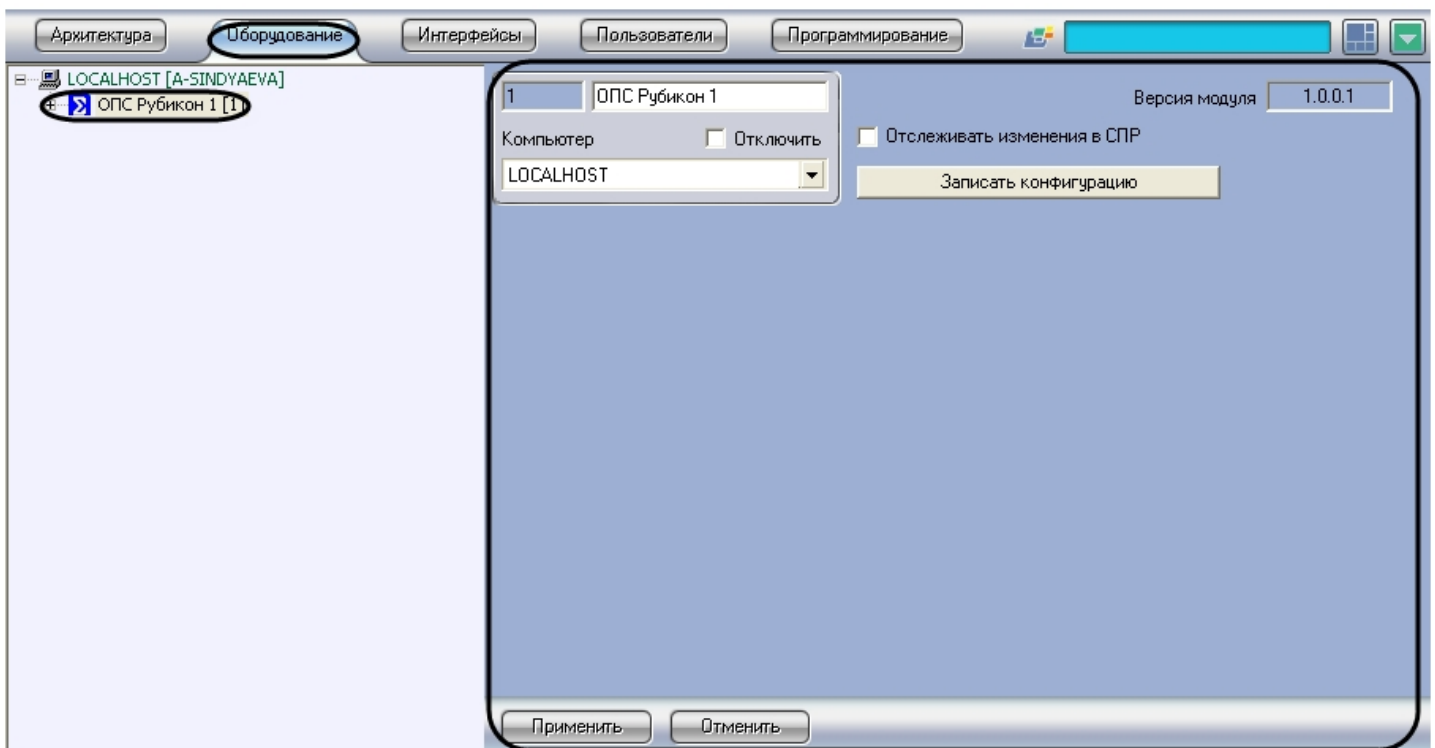 Архитектура Оборудование Интерфейсы Пользователи Программирование
LOCALHOST [A-SINDYAEVA]
ОПС Рубикон 1 [1]
1 ОПС Рубикон 1 Версия модуля 1.0.0.1
Компьютер Отключить Отслеживать изменения в СПР
LOCALHOST Записать конфигурацию
Применить Отменить